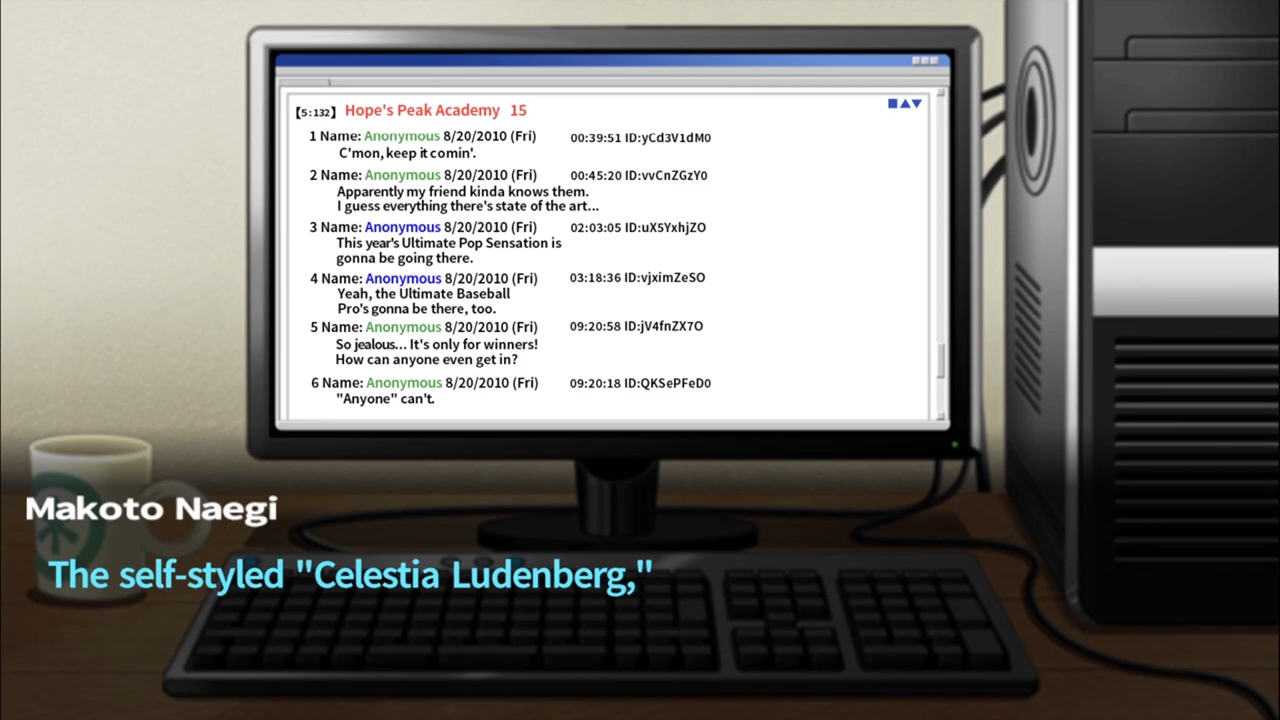 【5:132】 Hope's Peak Academy 15
1 Name: Anonymous 8/20/2010 (Fri) 00:39:51 ID:yCd3V1dM0
C'mon, keep it comin'.
2 Name: Anonymous 8/20/2010 (Fri) 00:45:20 ID:vvCnZGzY0
Apparently my friend kinda knows them.
I guess everything there's state of the art...
3 Name: Anonymous 8/20/2010 (Fri) 02:03:05 ID:uX5YxhjZO
This year's Ultimate Pop Sensation is
gonna be going there.
4 Name: Anonymous 8/20/2010 (Fri) 03:18:36 ID:vjximZeSO
Yeah, the Ultimate Baseball
Pro's gonna be there, too.
5 Name: Anonymous 8/20/2010 (Fri) 09:20:58 ID:jV4fnZX7O
So jealous... It's only for winners!
How can anyone even get in?
6 Name: Anonymous 8/20/2010 (Fri) 09:20:18 ID:QKSePFeD0
"Anyone" can't.
Makoto Naegi
The self-styled "Celestia Ludenberg,"